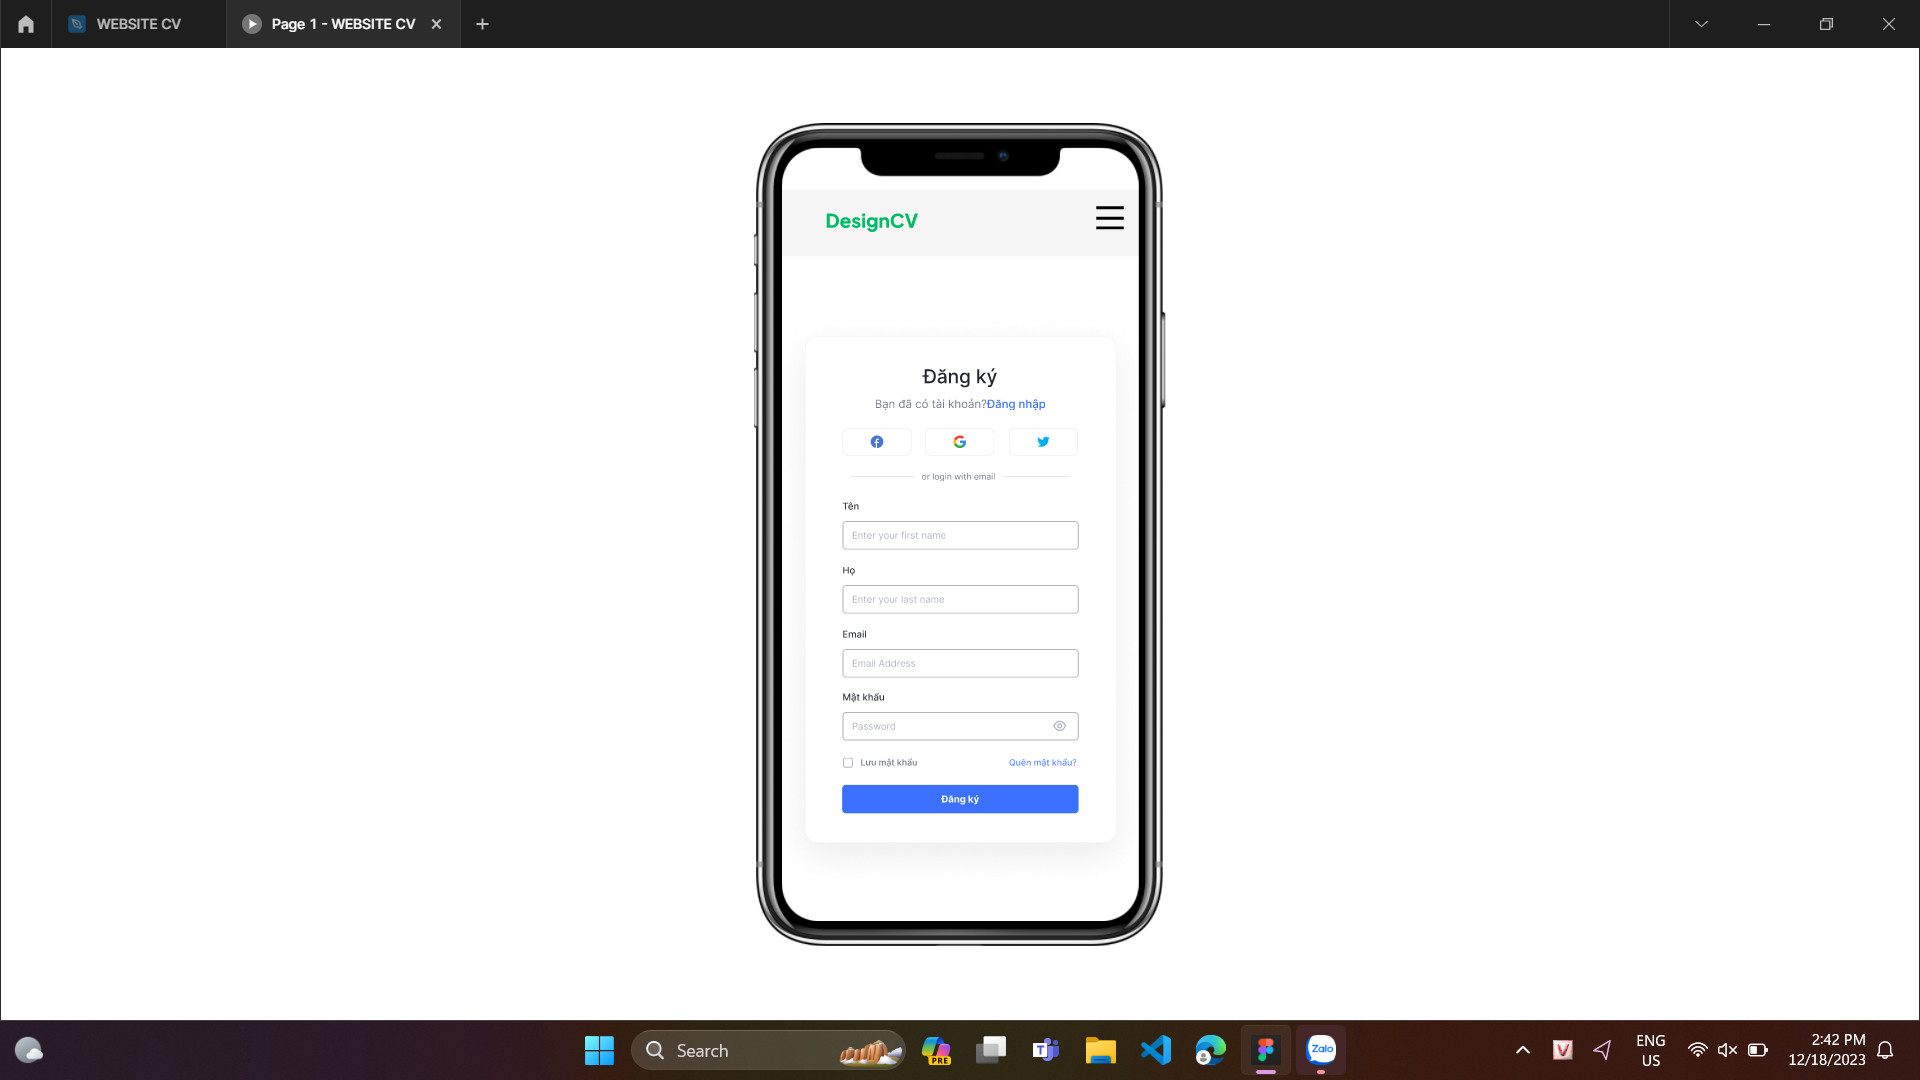 WEBSITE CV
Page 1 - WEBSITE CV
DesignCV
Đăng ký
Bạn đã có tài khoản?Đăng nhập
or login with email
Tên
Enter your first name
Họ
Enter your last name
Email
Email Address
Mật khẩu
Password
Lưu mật khẩu
Quên mật khẩu?
Đăng ký
Search
PRE
Zalo
ENG
US
2:42 PM
12/18/2023